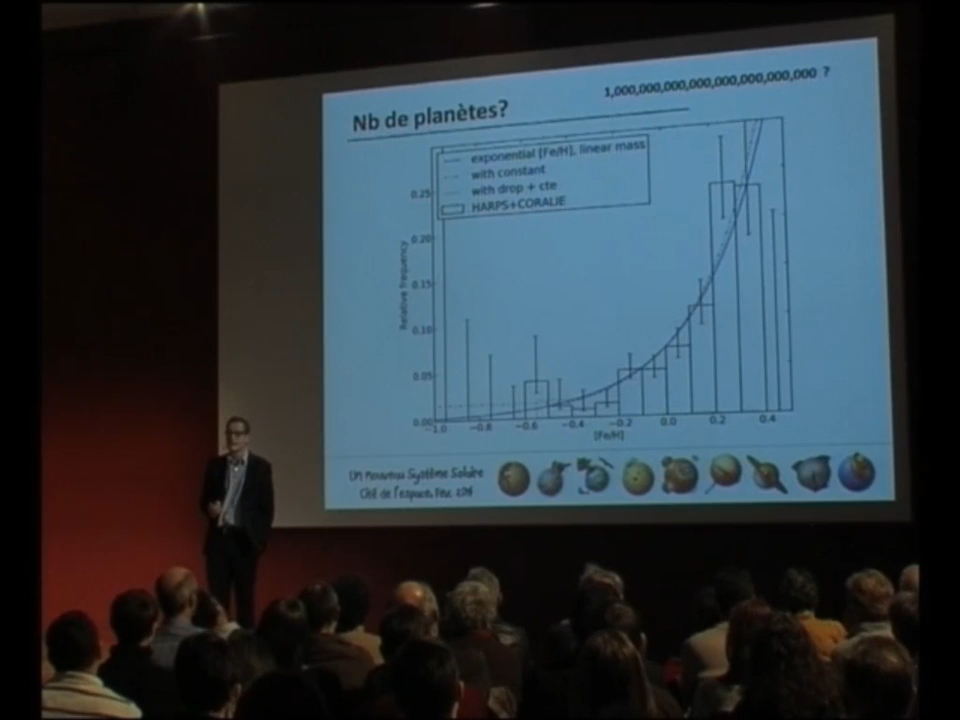 Nb de planètes?
1,000,000,000,000,000,000,000,000 ?
exponential [Fe/H], linear mass
with constant
with drop + cte
HARPS+CORALIE
Relative frequency
0.25
0.20
0.15
0.10
0.05
0.00
−1.0 −0.8 −0.6 −0.4 −0.2 0.0 0.2 0.4
[Fe/H]
Un nouveau Système Solaire
Cité de l'espace,